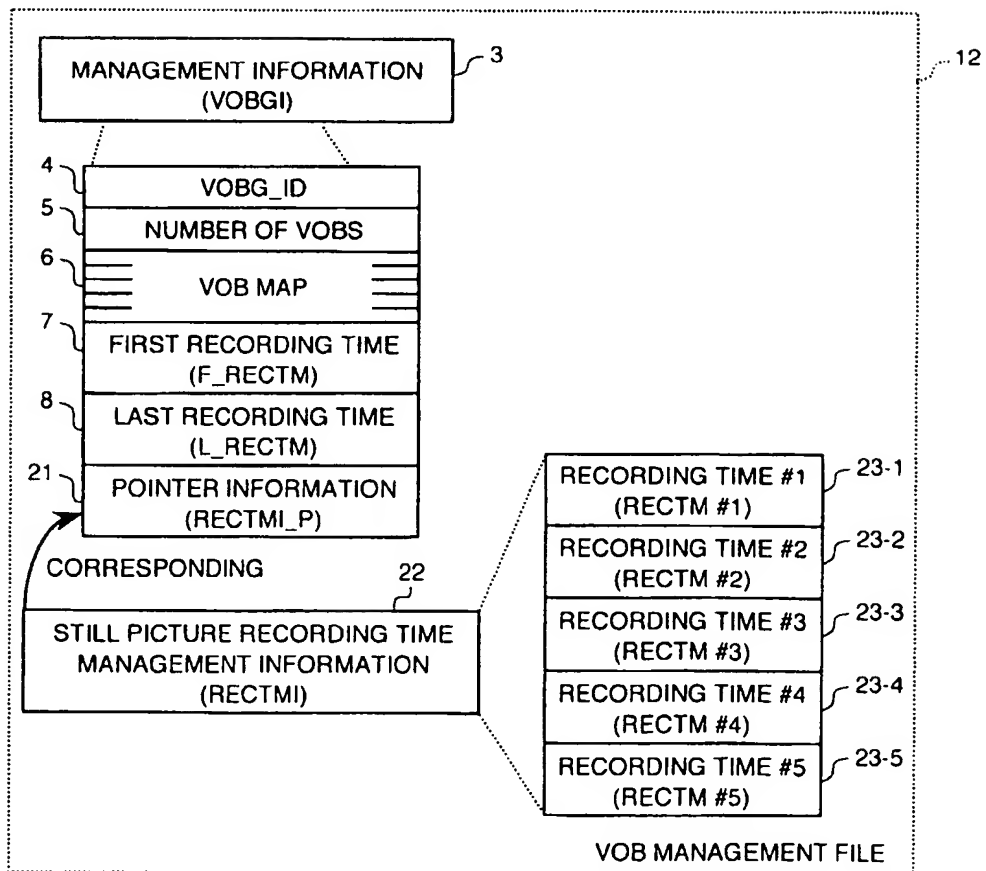 MANAGEMENT INFORMATION
(VOBGI)
3
12
4
VOBG_ID
5
NUMBER OF VOBS
6
VOB MAP
7
FIRST RECORDING TIME
(F_RECTM)
8
LAST RECORDING TIME
(L_RECTM)
21
POINTER INFORMATION
(RECTMI_P)
CORRESPONDING
22
STILL PICTURE RECORDING TIME
MANAGEMENT INFORMATION
(RECTMI)
RECORDING TIME #1
(RECTM #1)
23-1
RECORDING TIME #2
(RECTM #2)
23-2
RECORDING TIME #3
(RECTM #3)
23-3
RECORDING TIME #4
(RECTM #4)
23-4
RECORDING TIME #5
(RECTM #5)
23-5
VOB MANAGEMENT FILE